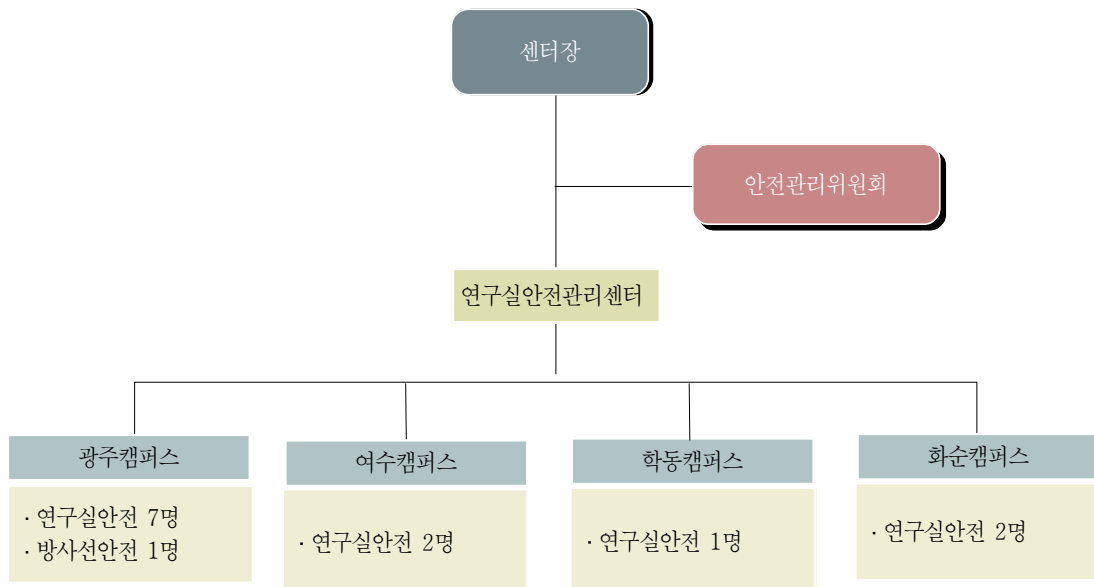 센터장
안전관리위원회
연구실안전관리센터
광주캠퍼스
· 연구실안전 7명
· 방사선안전 1명
여수캠퍼스
· 연구실안전 2명
학동캠퍼스
· 연구실안전 1명
화순캠퍼스
· 연구실안전 2명